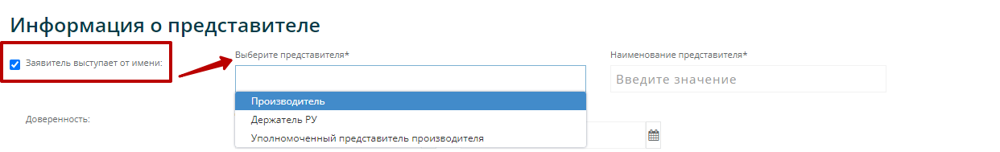 Информация о представителе
Заявитель выступает от имени:
Выберите представителя*
Наименование представителя*
Введите значение
Производитель
Держатель РУ
Уполномоченный представитель производителя
Доверенность: